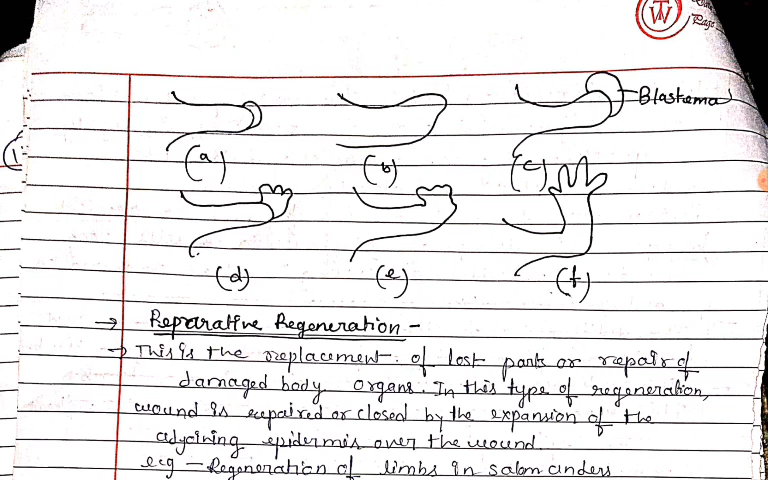 Page
Blastema
(a) (b) (c)
(d) (e) (f)
→ Reparative Regeneration -
→ This is the replacement of lost parts or repair of
damaged body organs. In this type of regeneration,
wound is repaired or closed by the expansion of the
adjoining epidermis over the wound.
e.g - Regeneration of limbs in salamanders